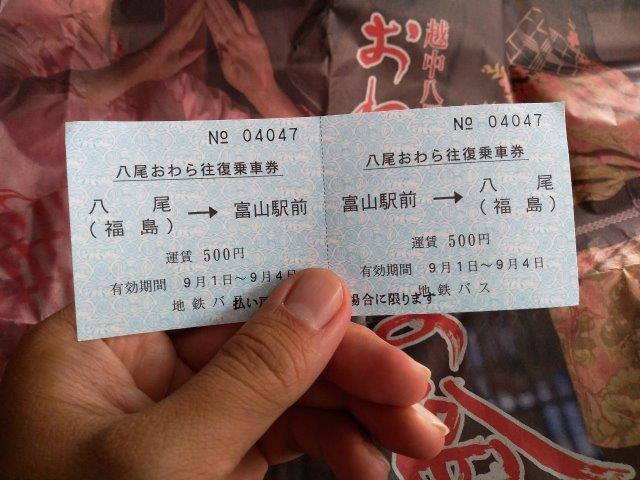 越中八
おわ
№ 04047
八尾おわら往復乗車券
八尾
(福島) → 富山駅前
運賃 500円
有効期間 9月1日～9月4日
地鉄バ
№ 04047
八尾おわら往復乗車券
富山駅前 → 八尾
(福島)
運賃 500円
有効期間 9月1日～9月4日
地鉄バス
払い戻 場合に限ります